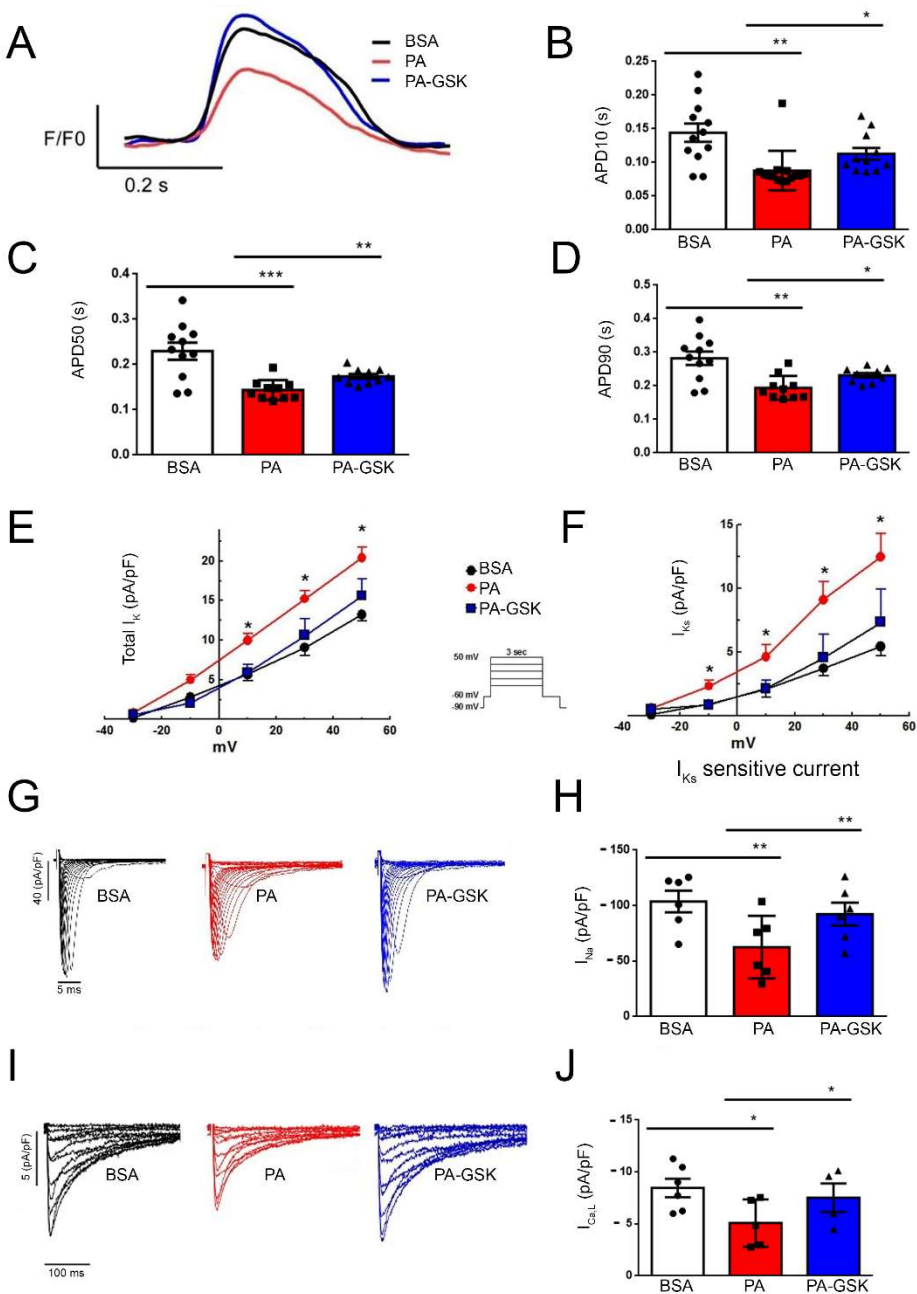 A
BSA
PA
PA-GSK
F/F0
0.2 s
B
*
**
APD10 (s)
0.20
0.15
0.10
0.05
0.00
BSA PA PA-GSK
C
**
***
APD50 (s)
0.4
0.3
0.2
0.1
0.0
BSA PA PA-GSK
D
*
**
APD90 (s)
0.5
0.4
0.3
0.2
0.1
0.0
BSA PA PA-GSK
E
Total IK (pA/pF)
20
15
10
5
* * *
-40 -20 0 20 40 60
mV
BSA
PA
PA-GSK
3 sec
50 mV
-60 mV
-90 mV
F
IKs (pA/pF)
15
10
5
* * * *
-40 -20 0 20 40 60
mV
IKs sensitive current
G
40 (pA/pF)
5 ms
BSA
PA
PA-GSK
H
**
**
INa (pA/pF)
- 150
- 100
- 50
0
BSA PA PA-GSK
I
5 (pA/pF)
100 ms
BSA
PA
PA-GSK
J
*
*
ICa,L (pA/pF)
- 15
- 10
- 5
0
BSA PA PA-GSK